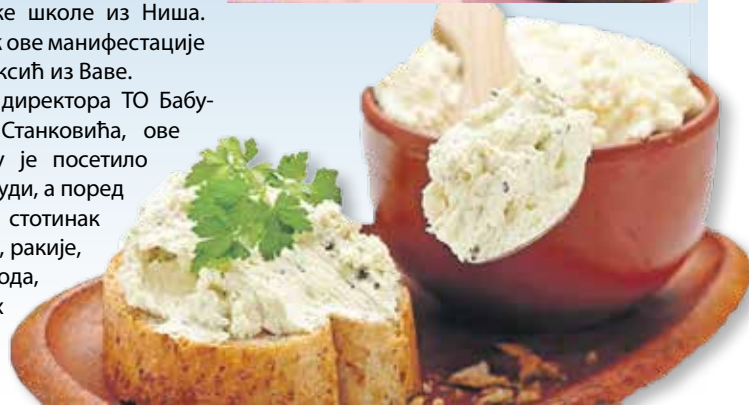 ке школе из Ниша.
ове манифестације
ксић из Ваве.
директора ТО Бабу-
Станковића, ове
у је посетило
уди, а поред
стотинак
, ракије,
ода,
х